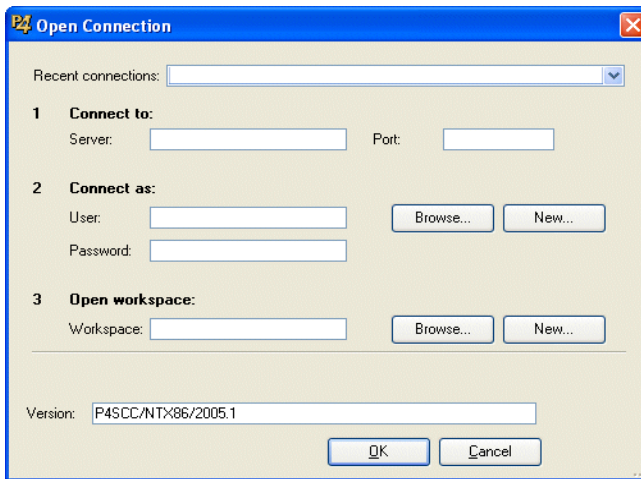 P4 Open Connection
Recent connections:
1 Connect to:
Server: Port:
2 Connect as:
User: Browse... New...
Password:
3 Open workspace:
Workspace: Browse... New...
Version: P4SCC/NTX86/2005.1
OK Cancel